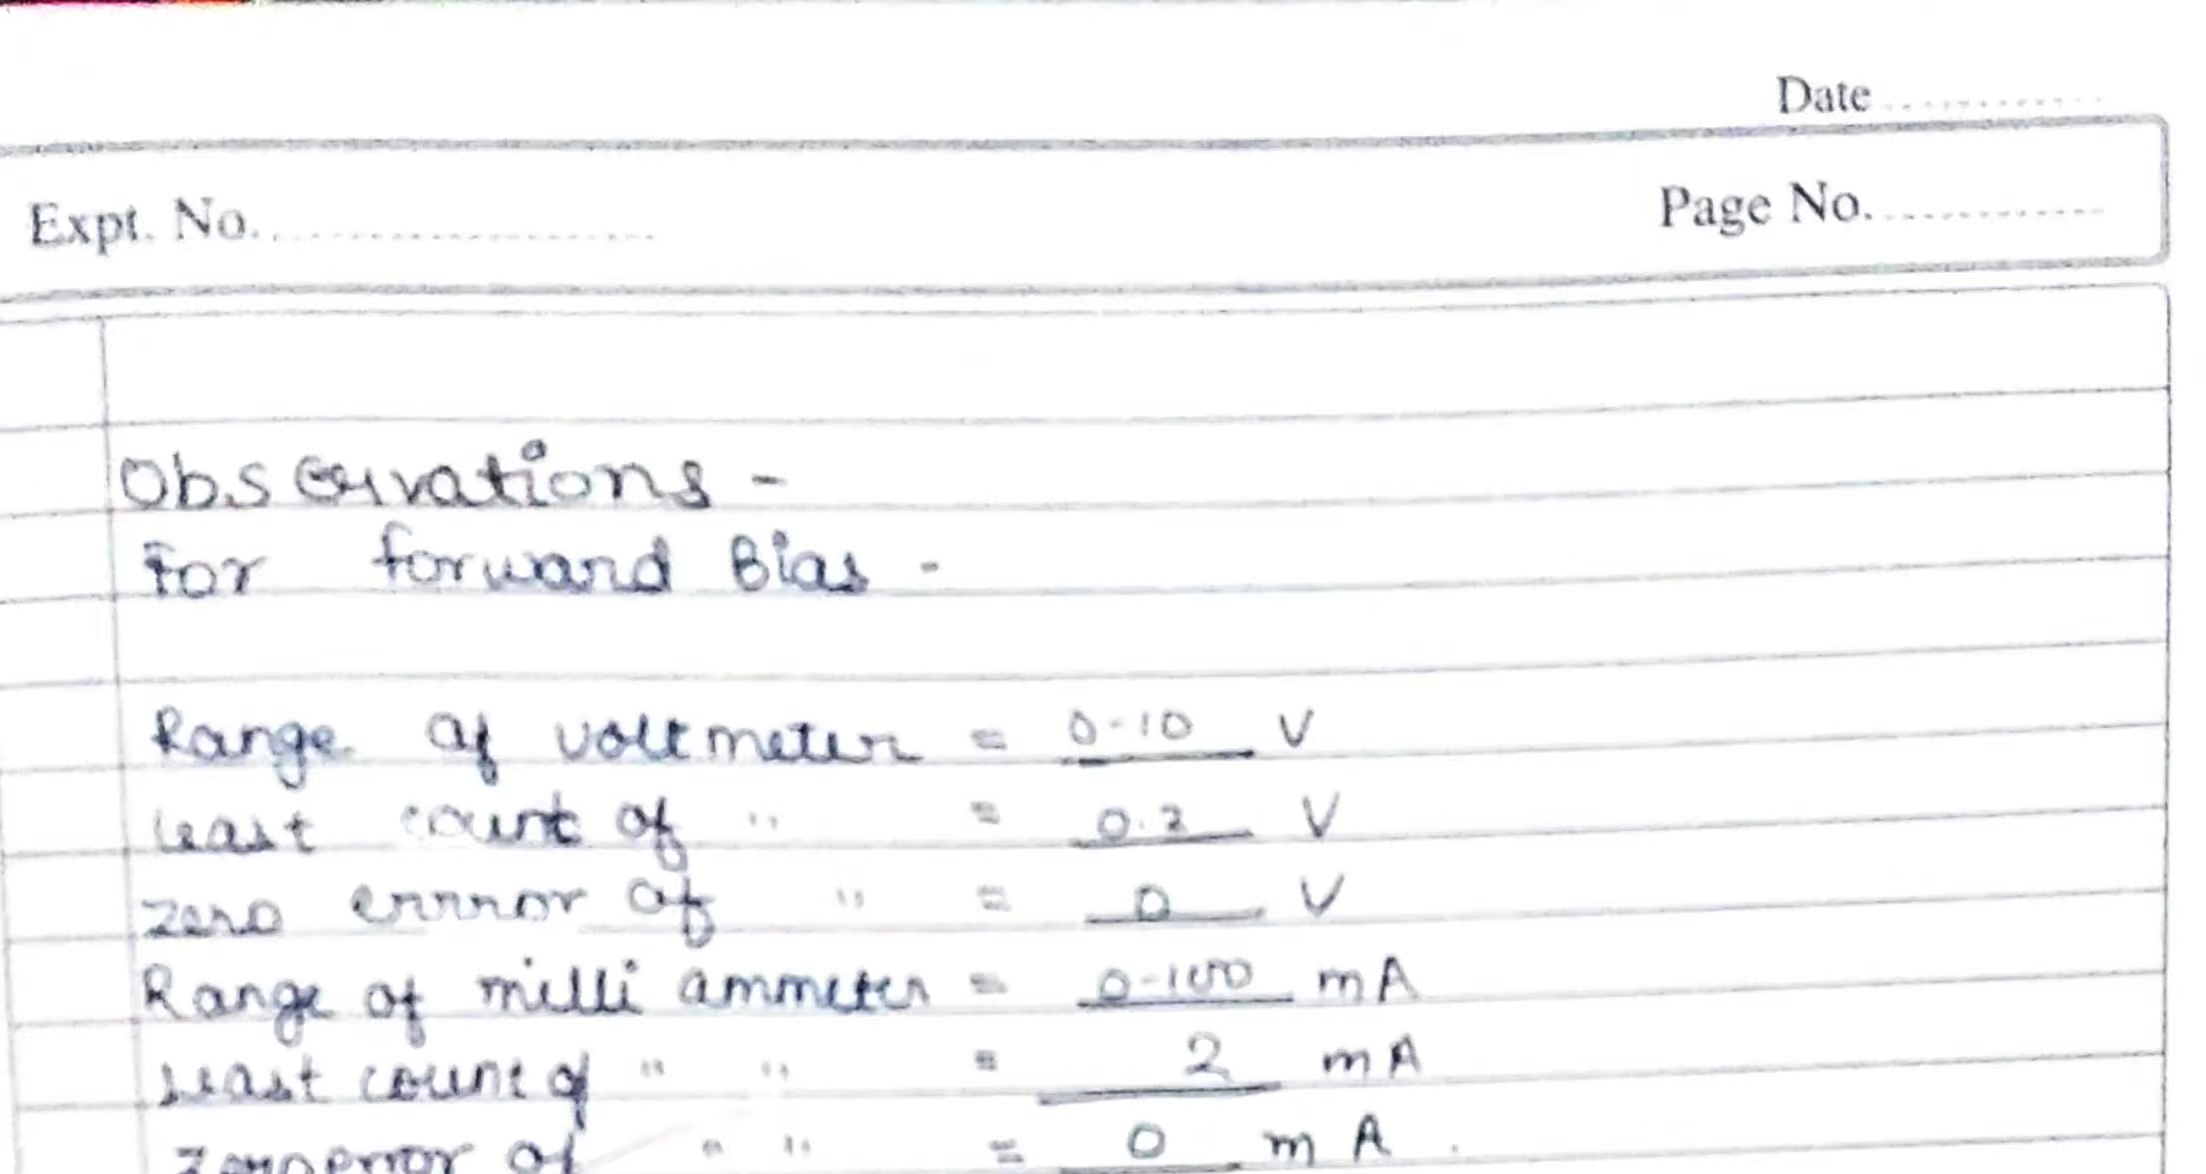 Date ............
Expt. No. ....................
Page No. ............
Observations -
For forward Bias -
Range of voltmeter = 0-10 V
Least count of " = 0.2 V
Zero errror of " = 0 V
Range of milli ammeter = 0-100 mA
Least count of " " = 2 mA
Zero error of " " = 0 mA.